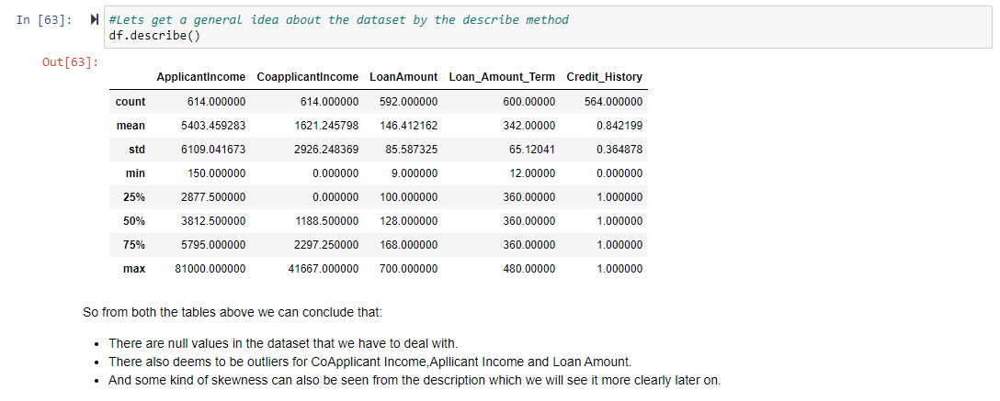 In [63]: #Lets get a general idea about the dataset by the describe method
df.describe()
Out[63]:
ApplicantIncome CoapplicantIncome LoanAmount Loan_Amount_Term Credit_History
count 614.000000 614.000000 592.000000 600.00000 564.000000
mean 5403.459283 1621.245798 146.412162 342.00000 0.842199
std 6109.041673 2926.248369 85.587325 65.12041 0.364878
min 150.000000 0.000000 9.000000 12.00000 0.000000
25% 2877.500000 0.000000 100.000000 360.00000 1.000000
50% 3812.500000 1188.500000 128.000000 360.00000 1.000000
75% 5795.000000 2297.250000 168.000000 360.00000 1.000000
max 81000.000000 41667.000000 700.000000 480.00000 1.000000
So from both the tables above we can conclude that:
• There are null values in the dataset that we have to deal with.
• There also deems to be outliers for CoApplicant Income,Apllicant Income and Loan Amount.
• And some kind of skewness can also be seen from the description which we will see it more clearly later on.